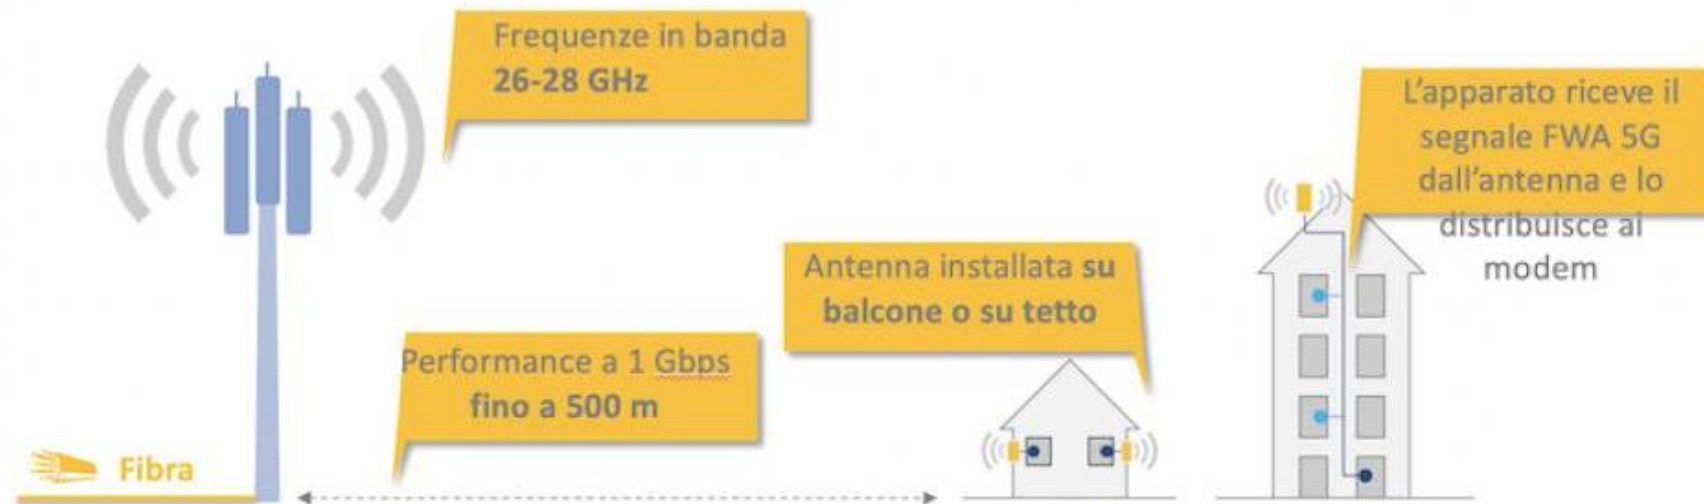 Frequenze in banda
26-28 GHz
L'apparato riceve il
segnale FWA 5G
dall'antenna e lo
distribuisce ai
modem
Antenna installata su
balcone o su tetto
Performance a 1 Gbps
fino a 500 m
Fibra